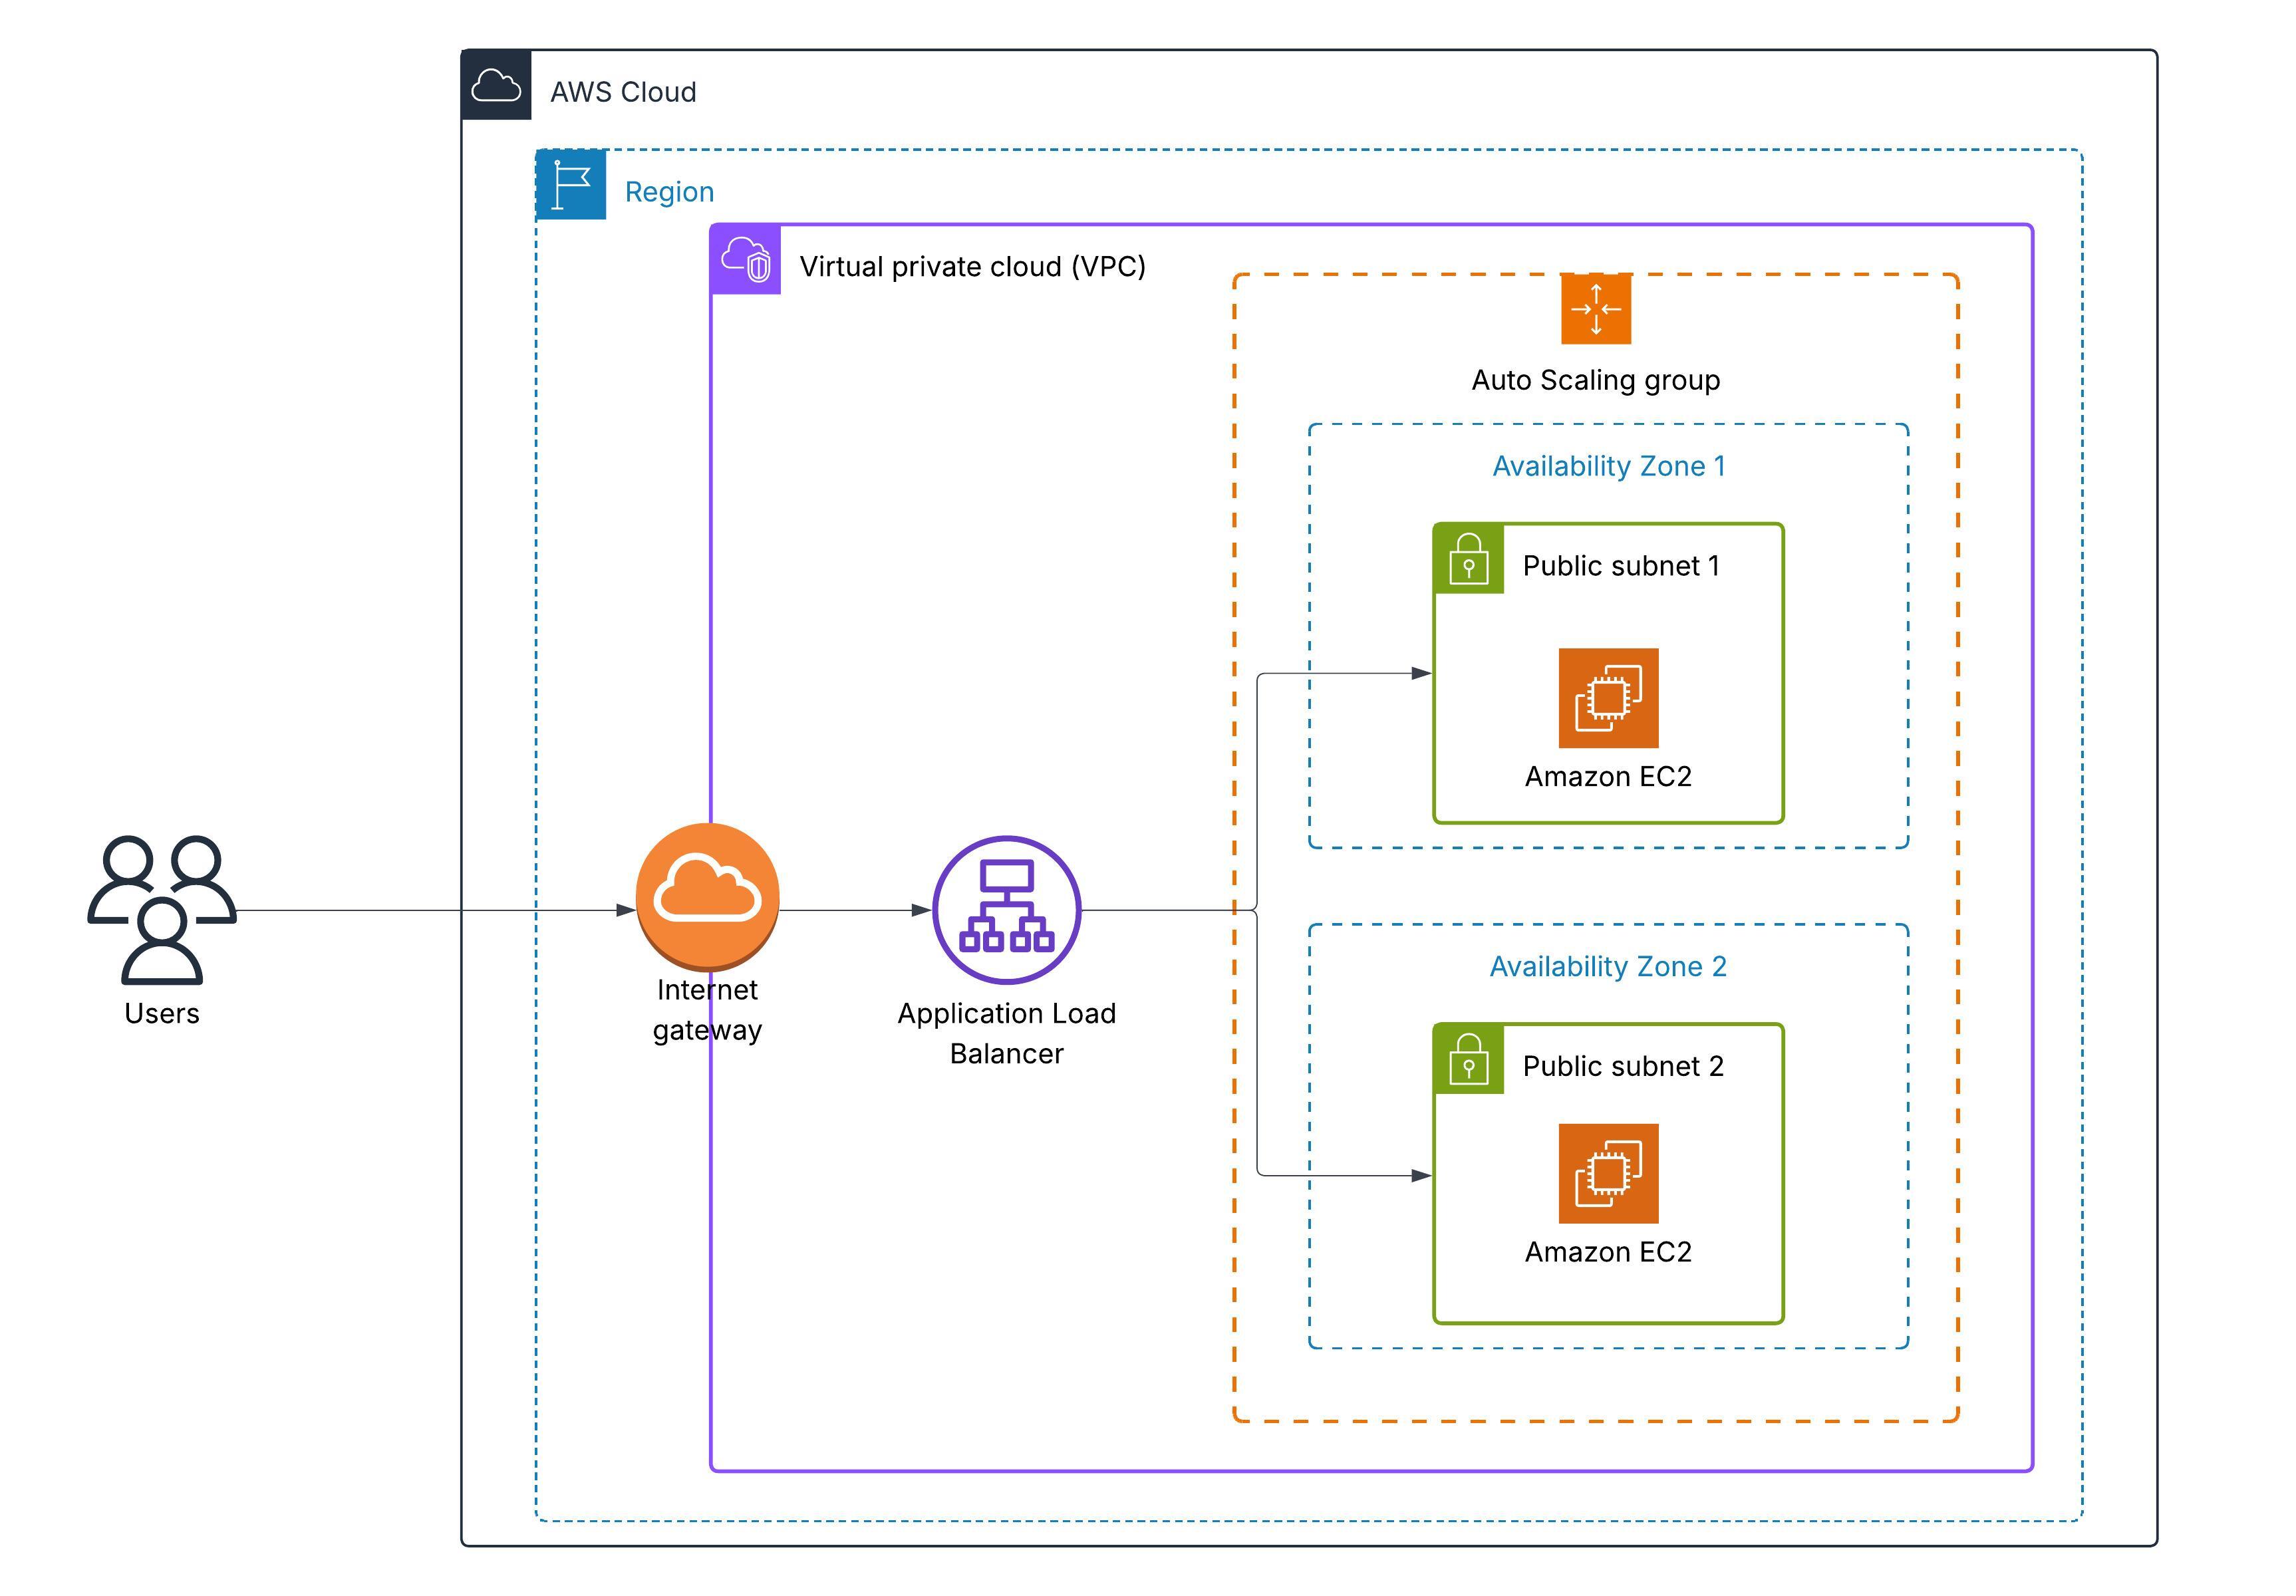 AWS Cloud
Region
Virtual private cloud (VPC)
Auto Scaling group
Availability Zone 1
Public subnet 1
Amazon EC2
Users
Internet
gateway
Application Load
Balancer
Availability Zone 2
Public subnet 2
Amazon EC2